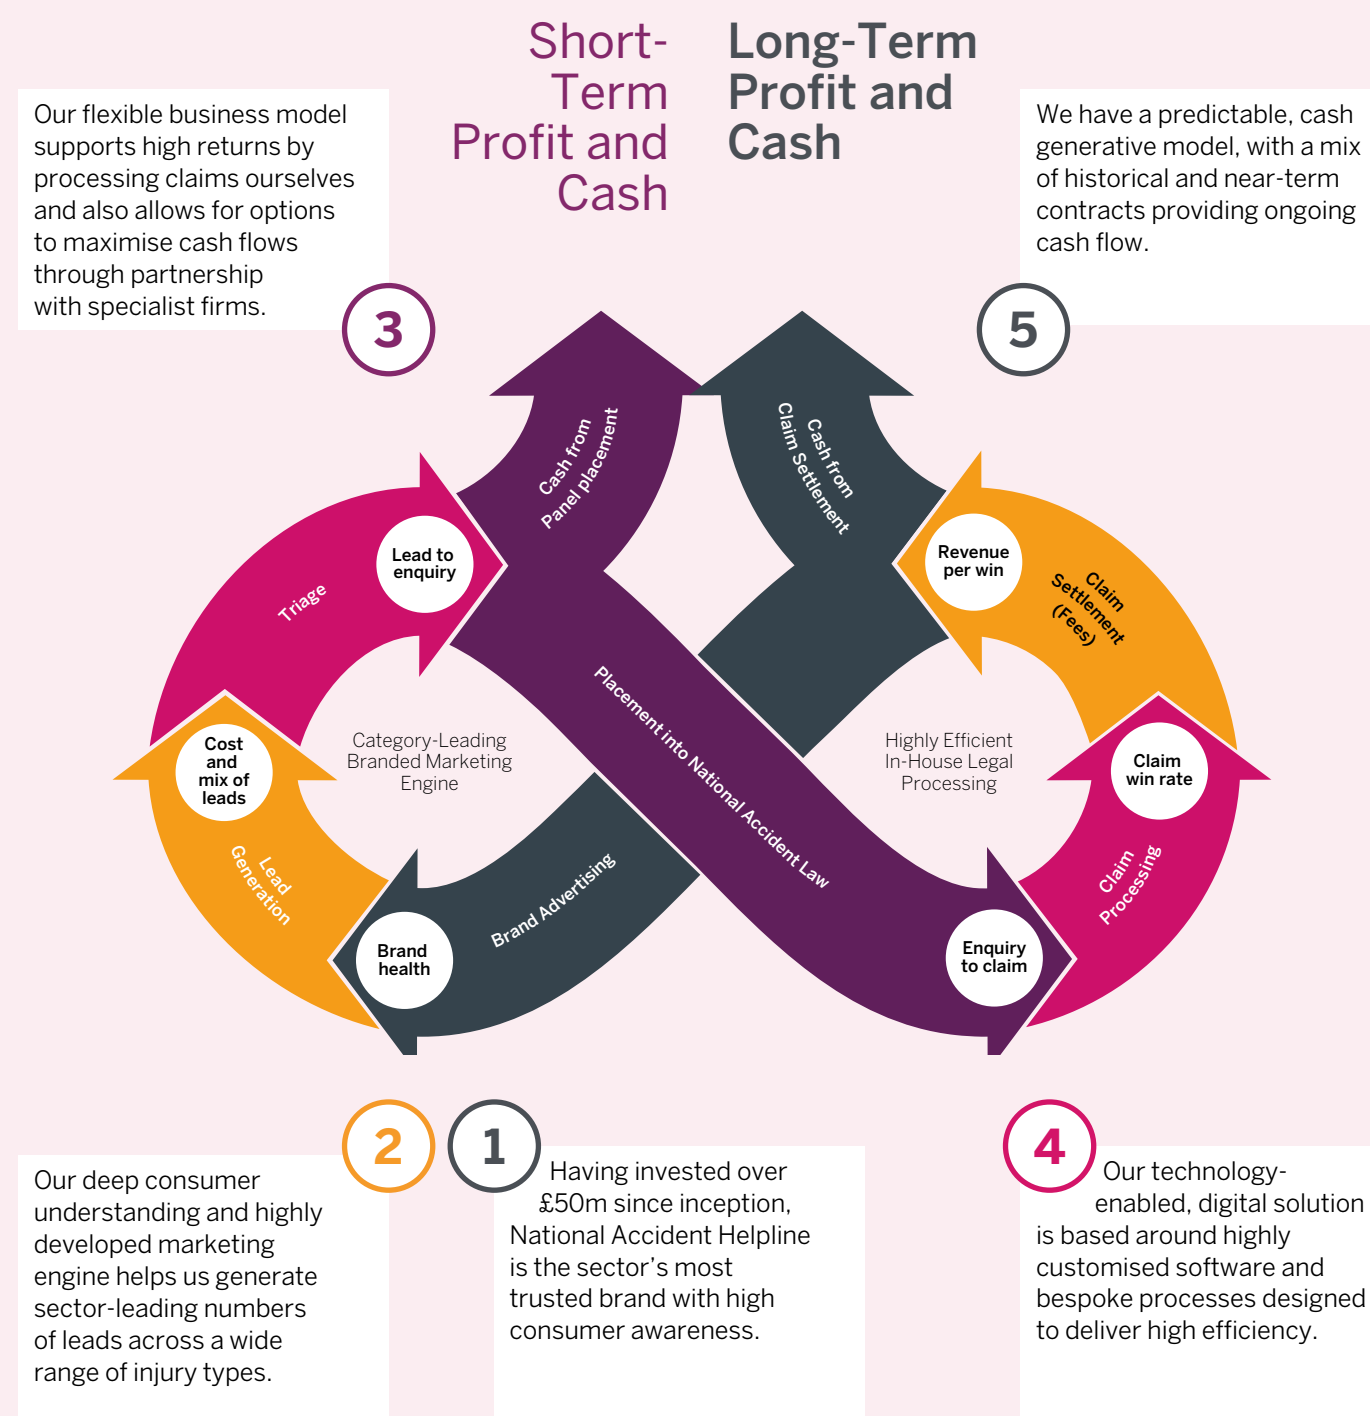 Short-
Term
Profit and
Cash
Long-Term
Profit and
Cash
Our flexible business model
supports high returns by
processing claims ourselves
and also allows for options
to maximise cash flows
through partnership
with specialist firms.
3
We have a predictable, cash
generative model, with a mix
of historical and near-term
contracts providing ongoing
cash flow.
5
Cash from
Panel placement
Cash from
Claim Settlement
Lead to
enquiry
Triage
Revenue
per win
Claim
Settlement
(Fees)
Placement into National Accident Law
Category-Leading
Branded Marketing
Engine
Highly Efficient
In-House Legal
Processing
Cost
and
mix of
leads
Claim
win rate
Lead
Generation
Brand Advertising
Claim
Processing
Brand
health
Enquiry
to claim
2
Our deep consumer
understanding and highly
developed marketing
engine helps us generate
sector-leading numbers
of leads across a wide
range of injury types.
1
Having invested over
£50m since inception,
National Accident Helpline
is the sector's most
trusted brand with high
consumer awareness.
4
Our technology-
enabled, digital solution
is based around highly
customised software and
bespoke processes designed
to deliver high efficiency.